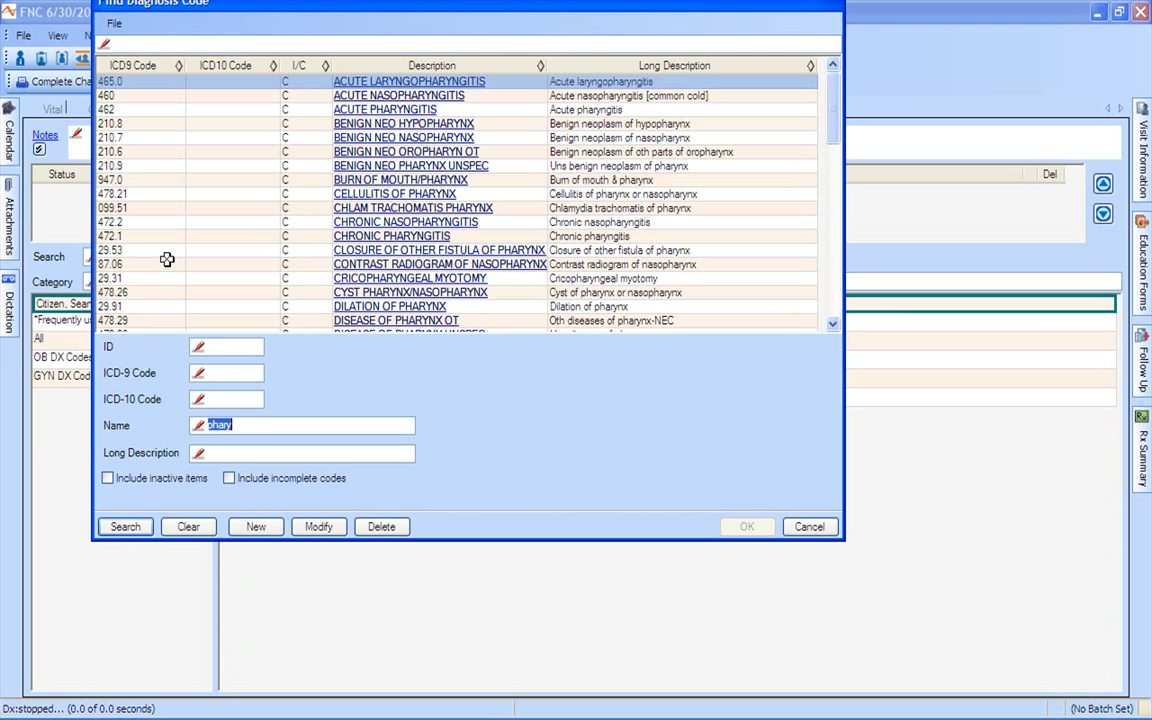 FNC 6/30/20
Find Diagnosis Code
File
File View N
Complete Cha
Vital
Notes
Status
Del
Search
Category
Citizen, Sear
*Frequently u
All
OB DX Codes
GYN DX Cod
Calendar
Attachments
Dictation
Visit Information
Education Forms
Follow Up
Rx Summary
ICD9 Code ICD10 Code I/C Description Long Description
465.0 C ACUTE LARYNGOPHARYNGITIS Acute laryngopharyngitis
460 C ACUTE NASOPHARYNGITIS Acute nasopharyngitis [common cold]
462 C ACUTE PHARYNGITIS Acute pharyngitis
210.8 C BENIGN NEO HYPOPHARYNX Benign neoplasm of hypopharynx
210.7 C BENIGN NEO NASOPHARYNX Benign neoplasm of nasopharynx
210.6 C BENIGN NEO OROPHARYN OT Benign neoplasm of oth parts of oropharynx
210.9 C BENIGN NEO PHARYNX UNSPEC Uns benign neoplasm of pharynx
947.0 C BURN OF MOUTH/PHARYNX Burn of mouth & pharynx
478.21 C CELLULITIS OF PHARYNX Cellulitis of pharynx or nasopharynx
099.51 C CHLAM TRACHOMATIS PHARYNX Chlamydia trachomatis of pharynx
472.2 C CHRONIC NASOPHARYNGITIS Chronic nasopharyngitis
472.1 C CHRONIC PHARYNGITIS Chronic pharyngitis
29.53 C CLOSURE OF OTHER FISTULA OF PHARYNX Closure of other fistula of pharynx
87.06 C CONTRAST RADIOGRAM OF NASOPHARYNX Contrast radiogram of nasopharynx
29.31 C CRICOPHARYNGEAL MYOTOMY Cricopharyngeal myotomy
478.26 C CYST PHARYNX/NASOPHARYNX Cyst of pharynx or nasopharynx
29.91 C DILATION OF PHARYNX Dilation of pharynx
478.29 C DISEASE OF PHARYNX OT Oth diseases of pharynx-NEC
ID
ICD-9 Code
ICD-10 Code
Name phary
Long Description
Include inactive items Include incomplete codes
Search Clear New Modify Delete OK Cancel
Dx:stopped... (0.0 of 0.0 seconds) (No Batch Set)